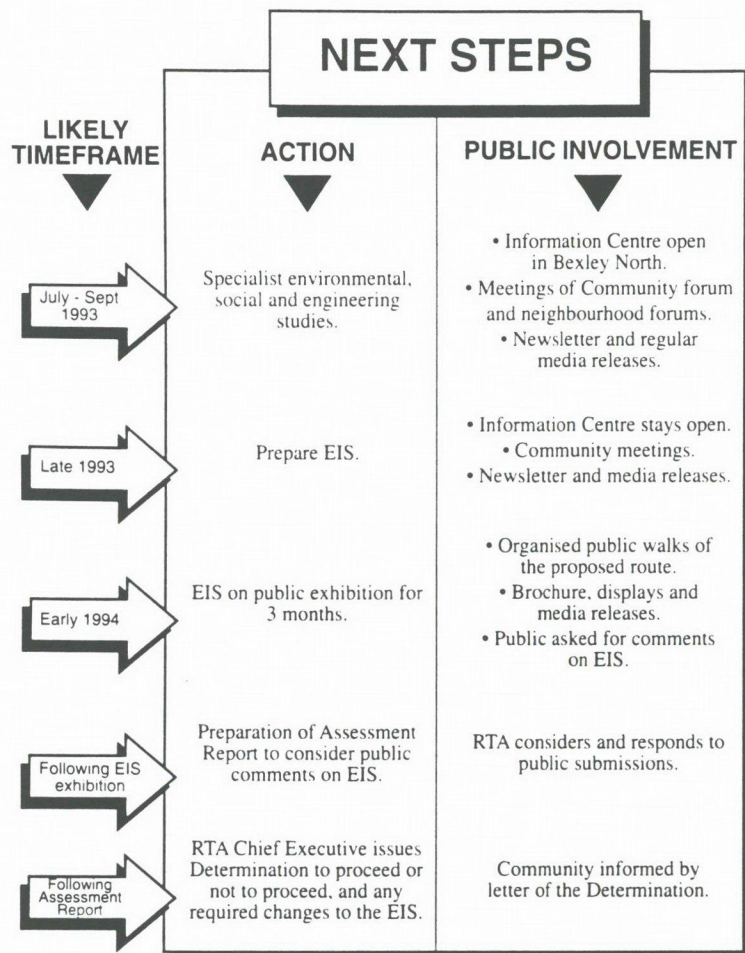 NEXT STEPS
LIKELY
TIMEFRAME
ACTION
PUBLIC INVOLVEMENT
July - Sept
1993
Specialist environmental,
social and engineering
studies.
• Information Centre open
in Bexley North.
• Meetings of Community forum
and neighbourhood forums.
• Newsletter and regular
media releases.
Late 1993
Prepare EIS.
• Information Centre stays open.
• Community meetings.
• Newsletter and media releases.
Early 1994
EIS on public exhibition for
3 months.
• Organised public walks of
the proposed route.
• Brochure, displays and
media releases.
• Public asked for comments
on EIS.
Following EIS
exhibition
Preparation of Assessment
Report to consider public
comments on EIS.
RTA considers and responds to
public submissions.
Following
Assessment
Report
RTA Chief Executive issues
Determination to proceed or
not to proceed, and any
required changes to the EIS.
Community informed by
letter of the Determination.